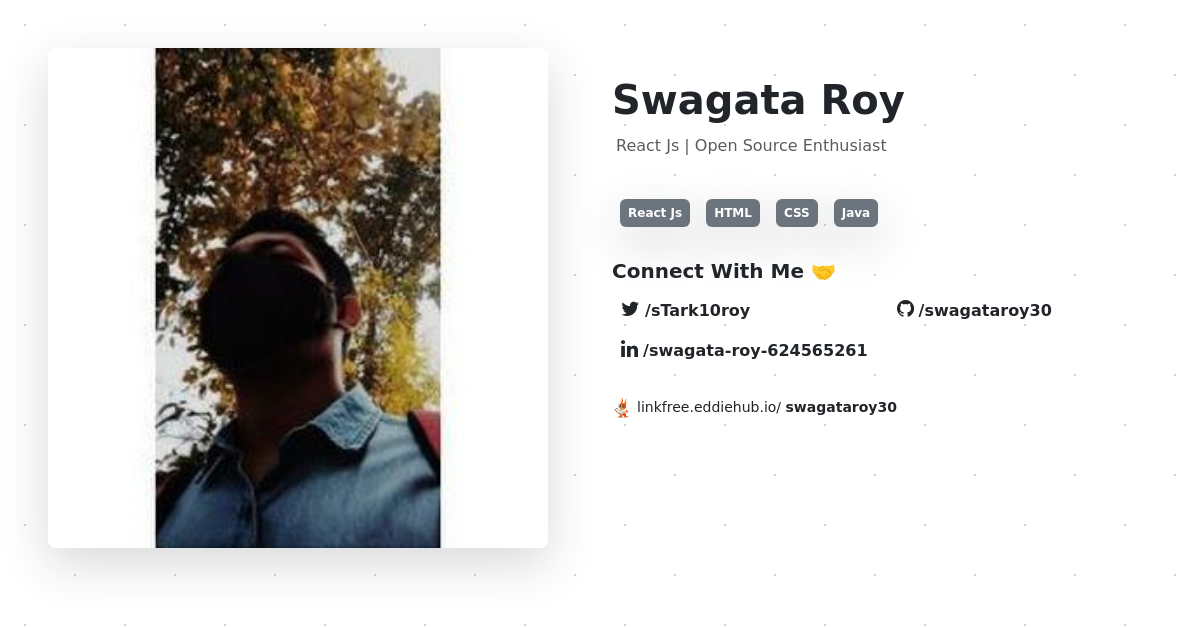 Swagata Roy
React Js | Open Source Enthusiast
React Js HTML CSS Java
Connect With Me 🤝
/sTark10roy /swagataroy30
/swagata-roy-624565261
linkfree.eddiehub.io/ swagataroy30